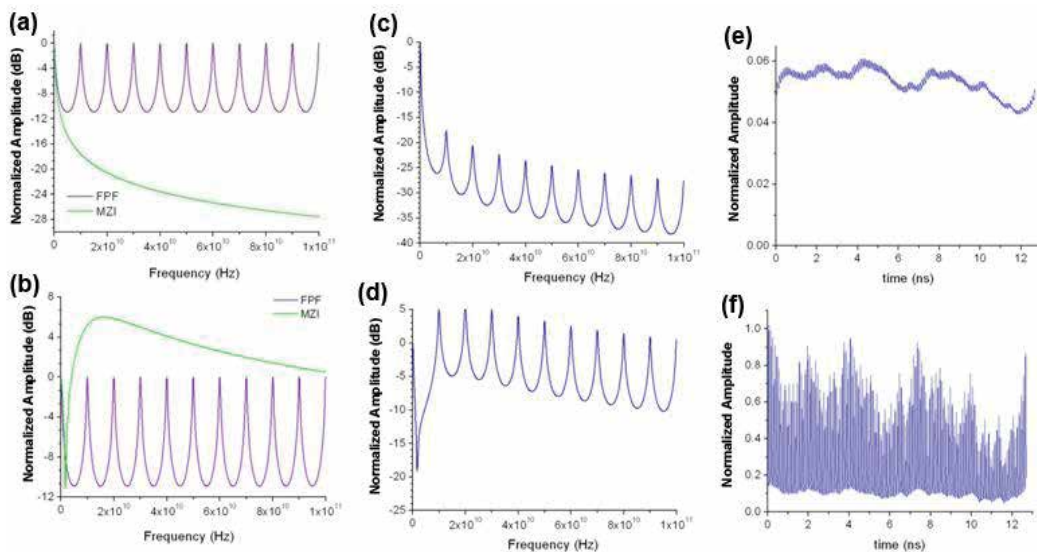 (a)
Normalized Amplitude (dB)
0
-4
-8
-12
-16
-20
-24
-28
FPF
MZI
0 2x10¹⁰ 4x10¹⁰ 6x10¹⁰ 8x10¹⁰ 1x10¹¹
Frequency (Hz)
(c)
Normalized Amplitude (dB)
0
-5
-10
-15
-20
-25
-30
-35
-40
0 2x10¹⁰ 4x10¹⁰ 6x10¹⁰ 8x10¹⁰ 1x10¹¹
Frequency (Hz)
(e)
Normalized Amplitude
0.06
0.04
0.02
0.00
0 2 4 6 8 10 12
time (ns)
(b)
Normalized Amplitude (dB)
8
4
0
-4
-8
-12
FPF
MZI
0 2x10¹⁰ 4x10¹⁰ 6x10¹⁰ 8x10¹⁰ 1x10¹¹
Frequency (Hz)
(d)
Normalized Amplitude (dB)
5
0
-5
-10
-15
-20
-25
0 2x10¹⁰ 4x10¹⁰ 6x10¹⁰ 8x10¹⁰ 1x10¹¹
Frequency (Hz)
(f)
Normalized Amplitude
1.0
0.8
0.6
0.4
0.2
0.0
0 2 4 6 8 10 12
time (ns)